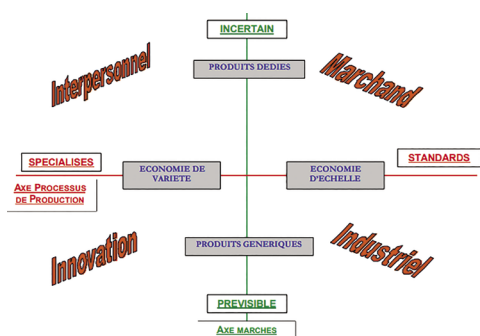 INCERTAIN
Interpersonnel
PRODUITS DEDIES
Marchand
SPECIALISES
ECONOMIE DE
VARIETE
ECONOMIE
D'ECHELLE
STANDARDS
AXE PROCESSUS
DE PRODUCTION
Innovation
PRODUITS GENERIQUES
Industriel
PREVISIBLE
AXE MARCHES